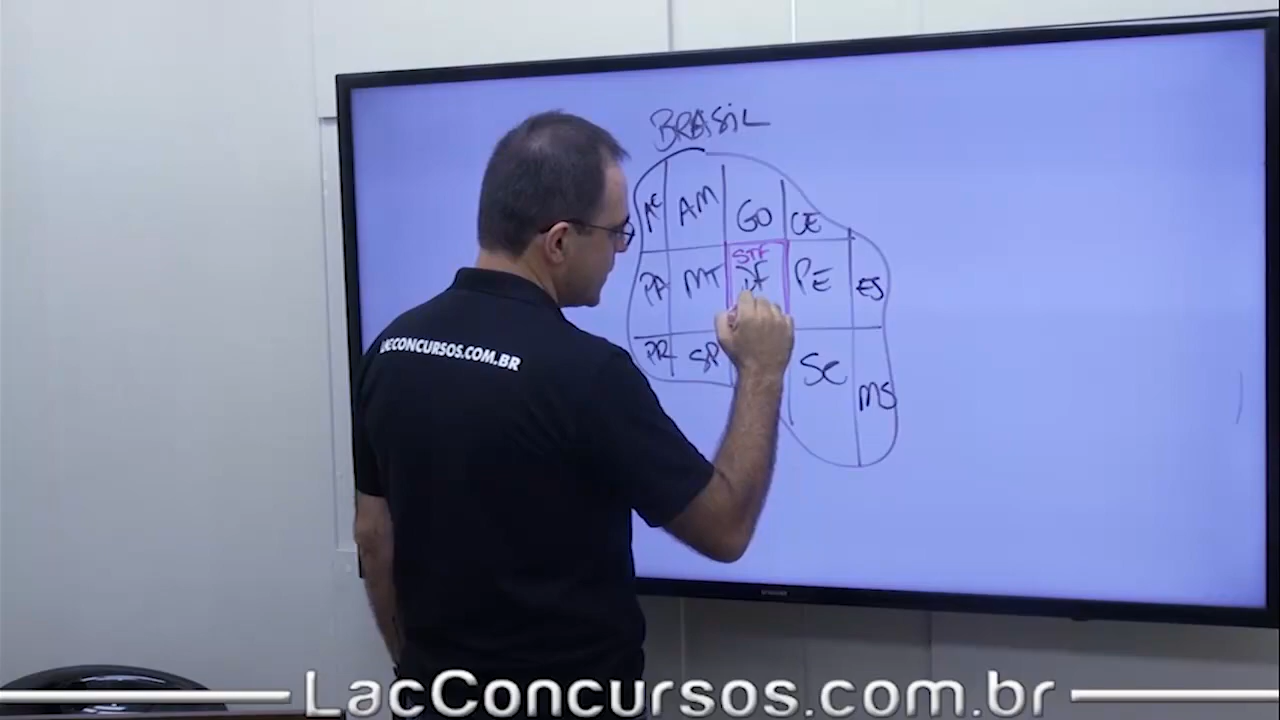 BRASIL
AC AM GO CE
STF
PA MT DF PE ES
PR SP SC MS
LACCONCURSOS.COM.BR
SAMSUNG
LacConcursos.com.br